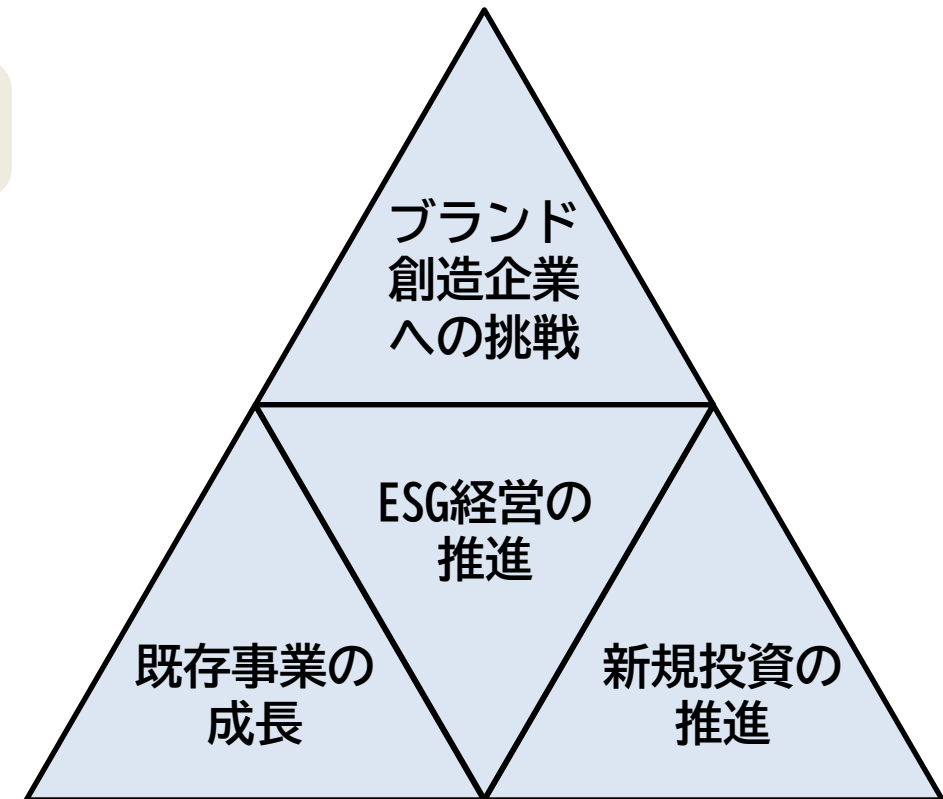 ブランド
創造企業
への挑戦
ESG経営の
推進
既存事業の
成長
新規投資の
推進